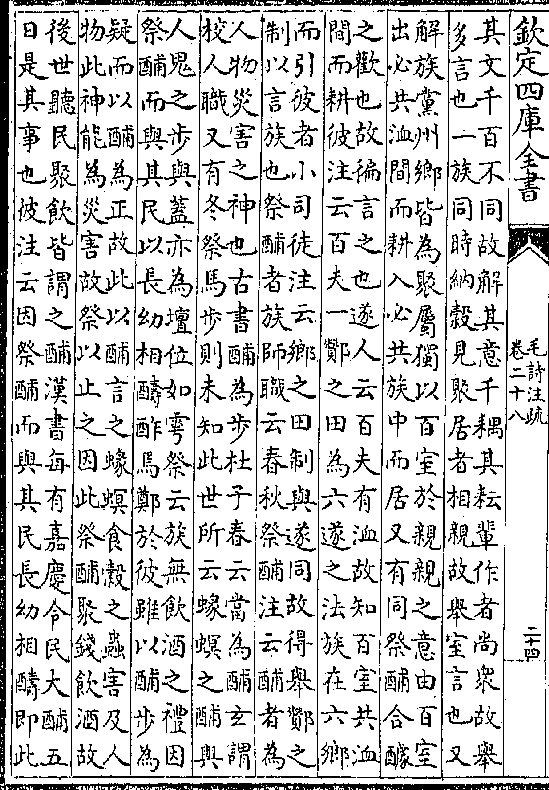 欽定四庫全書
毛詩注疏
卷二十八
二十四
其文千百不同故解其意千耦其耘輩作者尚衆故舉
多言也一族同時納穀見聚居者相親故舉室言也又
解族黨州鄉皆為聚屬獨以百室於親親之意由百室
出必共洫間而耕入必共族中而居又有同祭酺合醵
之歡也故徧言之也遂人云百夫有洫故知百室共洫
間而耕彼注云百夫一酇之田為六遂之法族在六鄉
而引彼者小司徒注云鄉之田制與遂同故得舉酇之
制以言族也祭酺者族師職云春秋祭酺注云酺者為
人物災害之神也古書酺為步杜子春云當為酺玄謂
校人職又有冬祭馬步則未知此世所云蝝螟之酺與
人鬼之步與蓋亦為壇位如雩祭云族無飲酒之禮因
祭酺而與其民以長幼相醻酢馬鄭於彼雖以酺步為
疑而以酺為正故此以酺言之蝝螟食穀之蟲害及人
物此神能為災害故祭以止之因此祭酺聚錢飲酒故
後世聽民聚飲皆謂之酺漢書每有嘉慶令民大酺五
日是其事也彼注云因祭酺而與其民長幼相醻即此